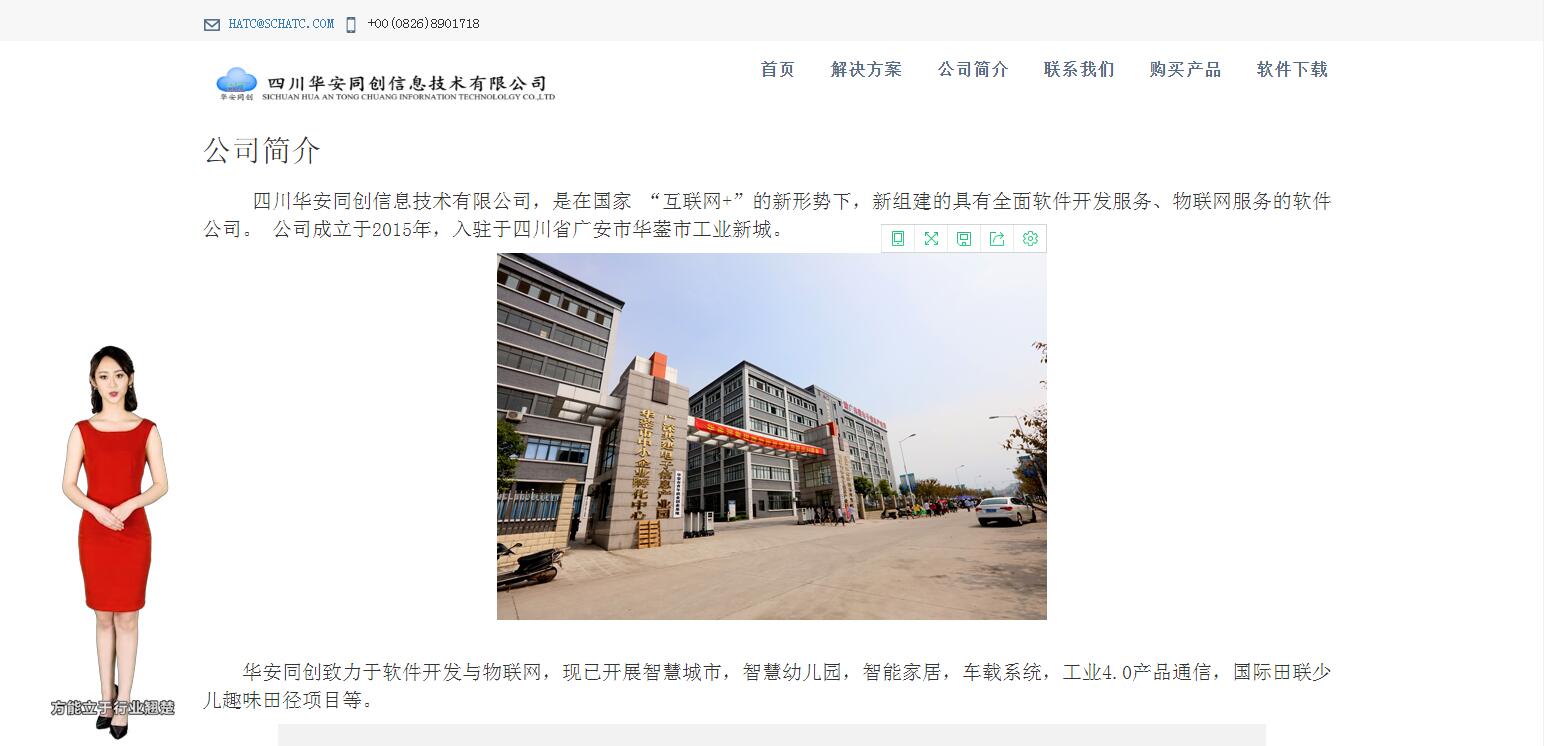 HATC@SCHATC.COM +00(0826)8901718
四川华安同创信息技术有限公司
华安同创 SICHUAN HUA AN TONG CHUANG INFORNATION TECHNOLOLGY CO.,LTD
首页 解决方案 公司简介 联系我们 购买产品 软件下载
公司简介
四川华安同创信息技术有限公司，是在国家 “互联网+”的新形势下，新组建的具有全面软件开发服务、物联网服务的软件
公司。 公司成立于2015年，入驻于四川省广安市华蓥市工业新城。
广深共建电子信息产业园
华蓥市中小企业孵化中心
华安同创致力于软件开发与物联网，现已开展智慧城市，智慧幼儿园，智能家居，车载系统，工业4.0产品通信，国际田联少
儿趣味田径项目等。
方能立于行业翘楚